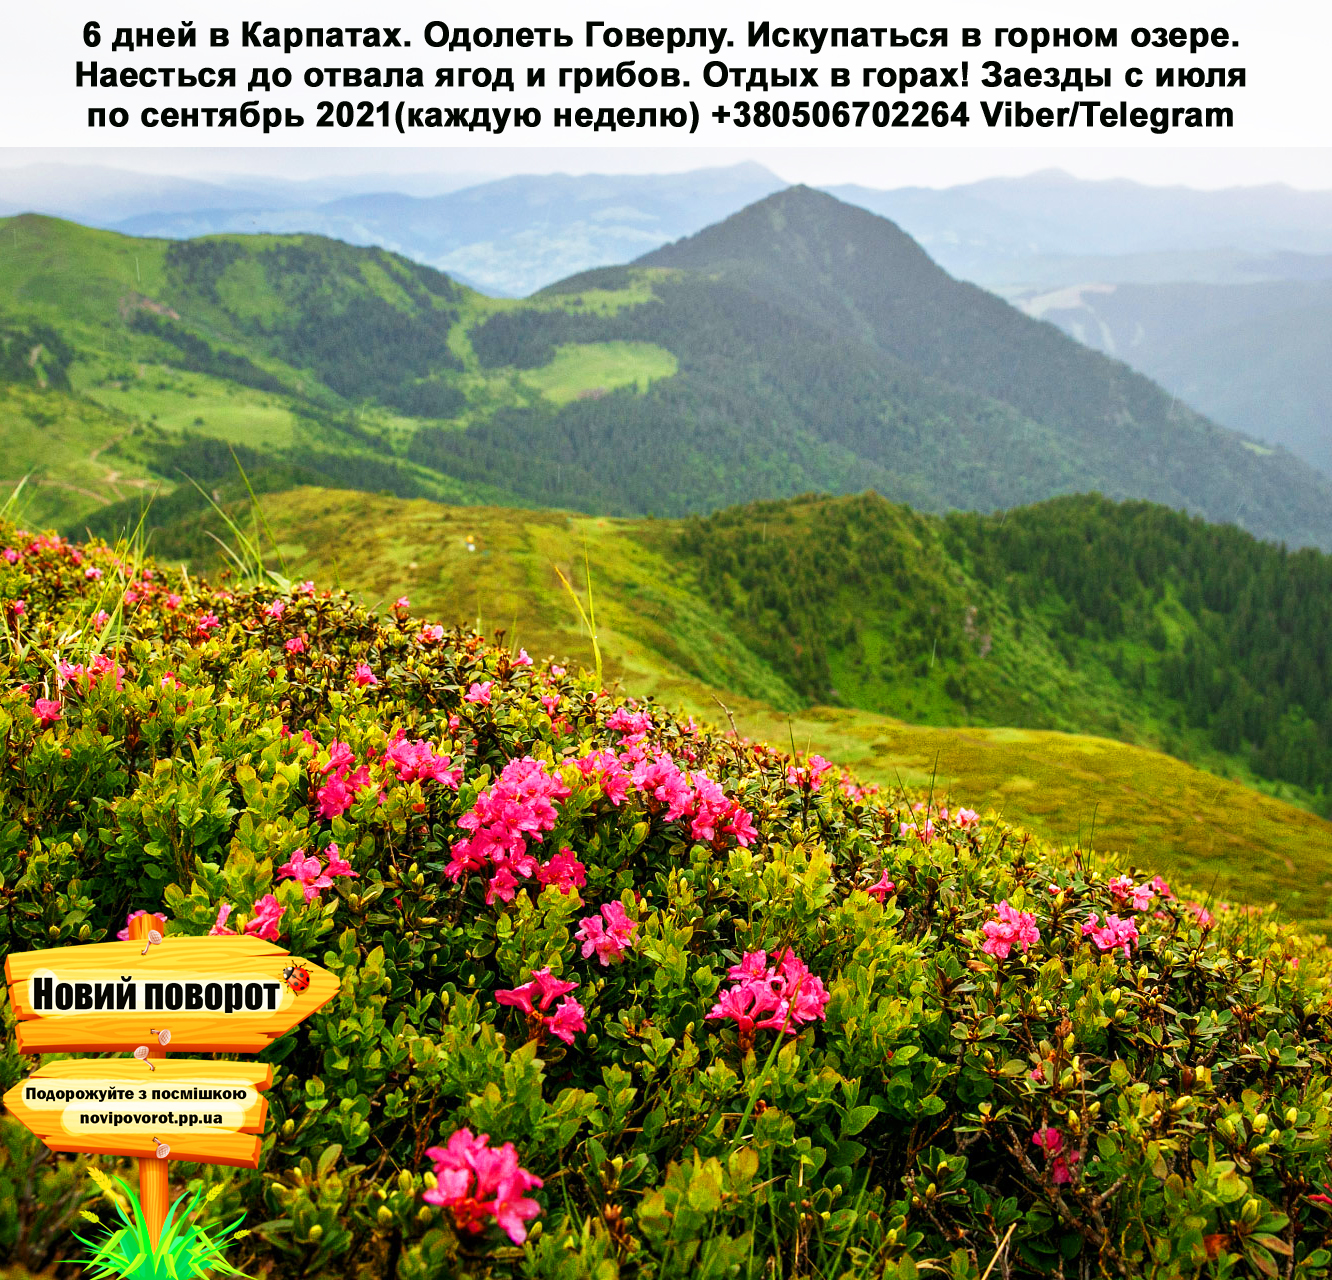 6 дней в Карпатах. Одолеть Говерлу. Искупаться в горном озере.
Наесться до отвала ягод и грибов. Отдых в горах! Заезды с июля
по сентябрь 2021(каждую неделю) +380506702264 Viber/Telegram
Новий поворот
Подорожуйте з посмішкою
novipovorot.pp.ua